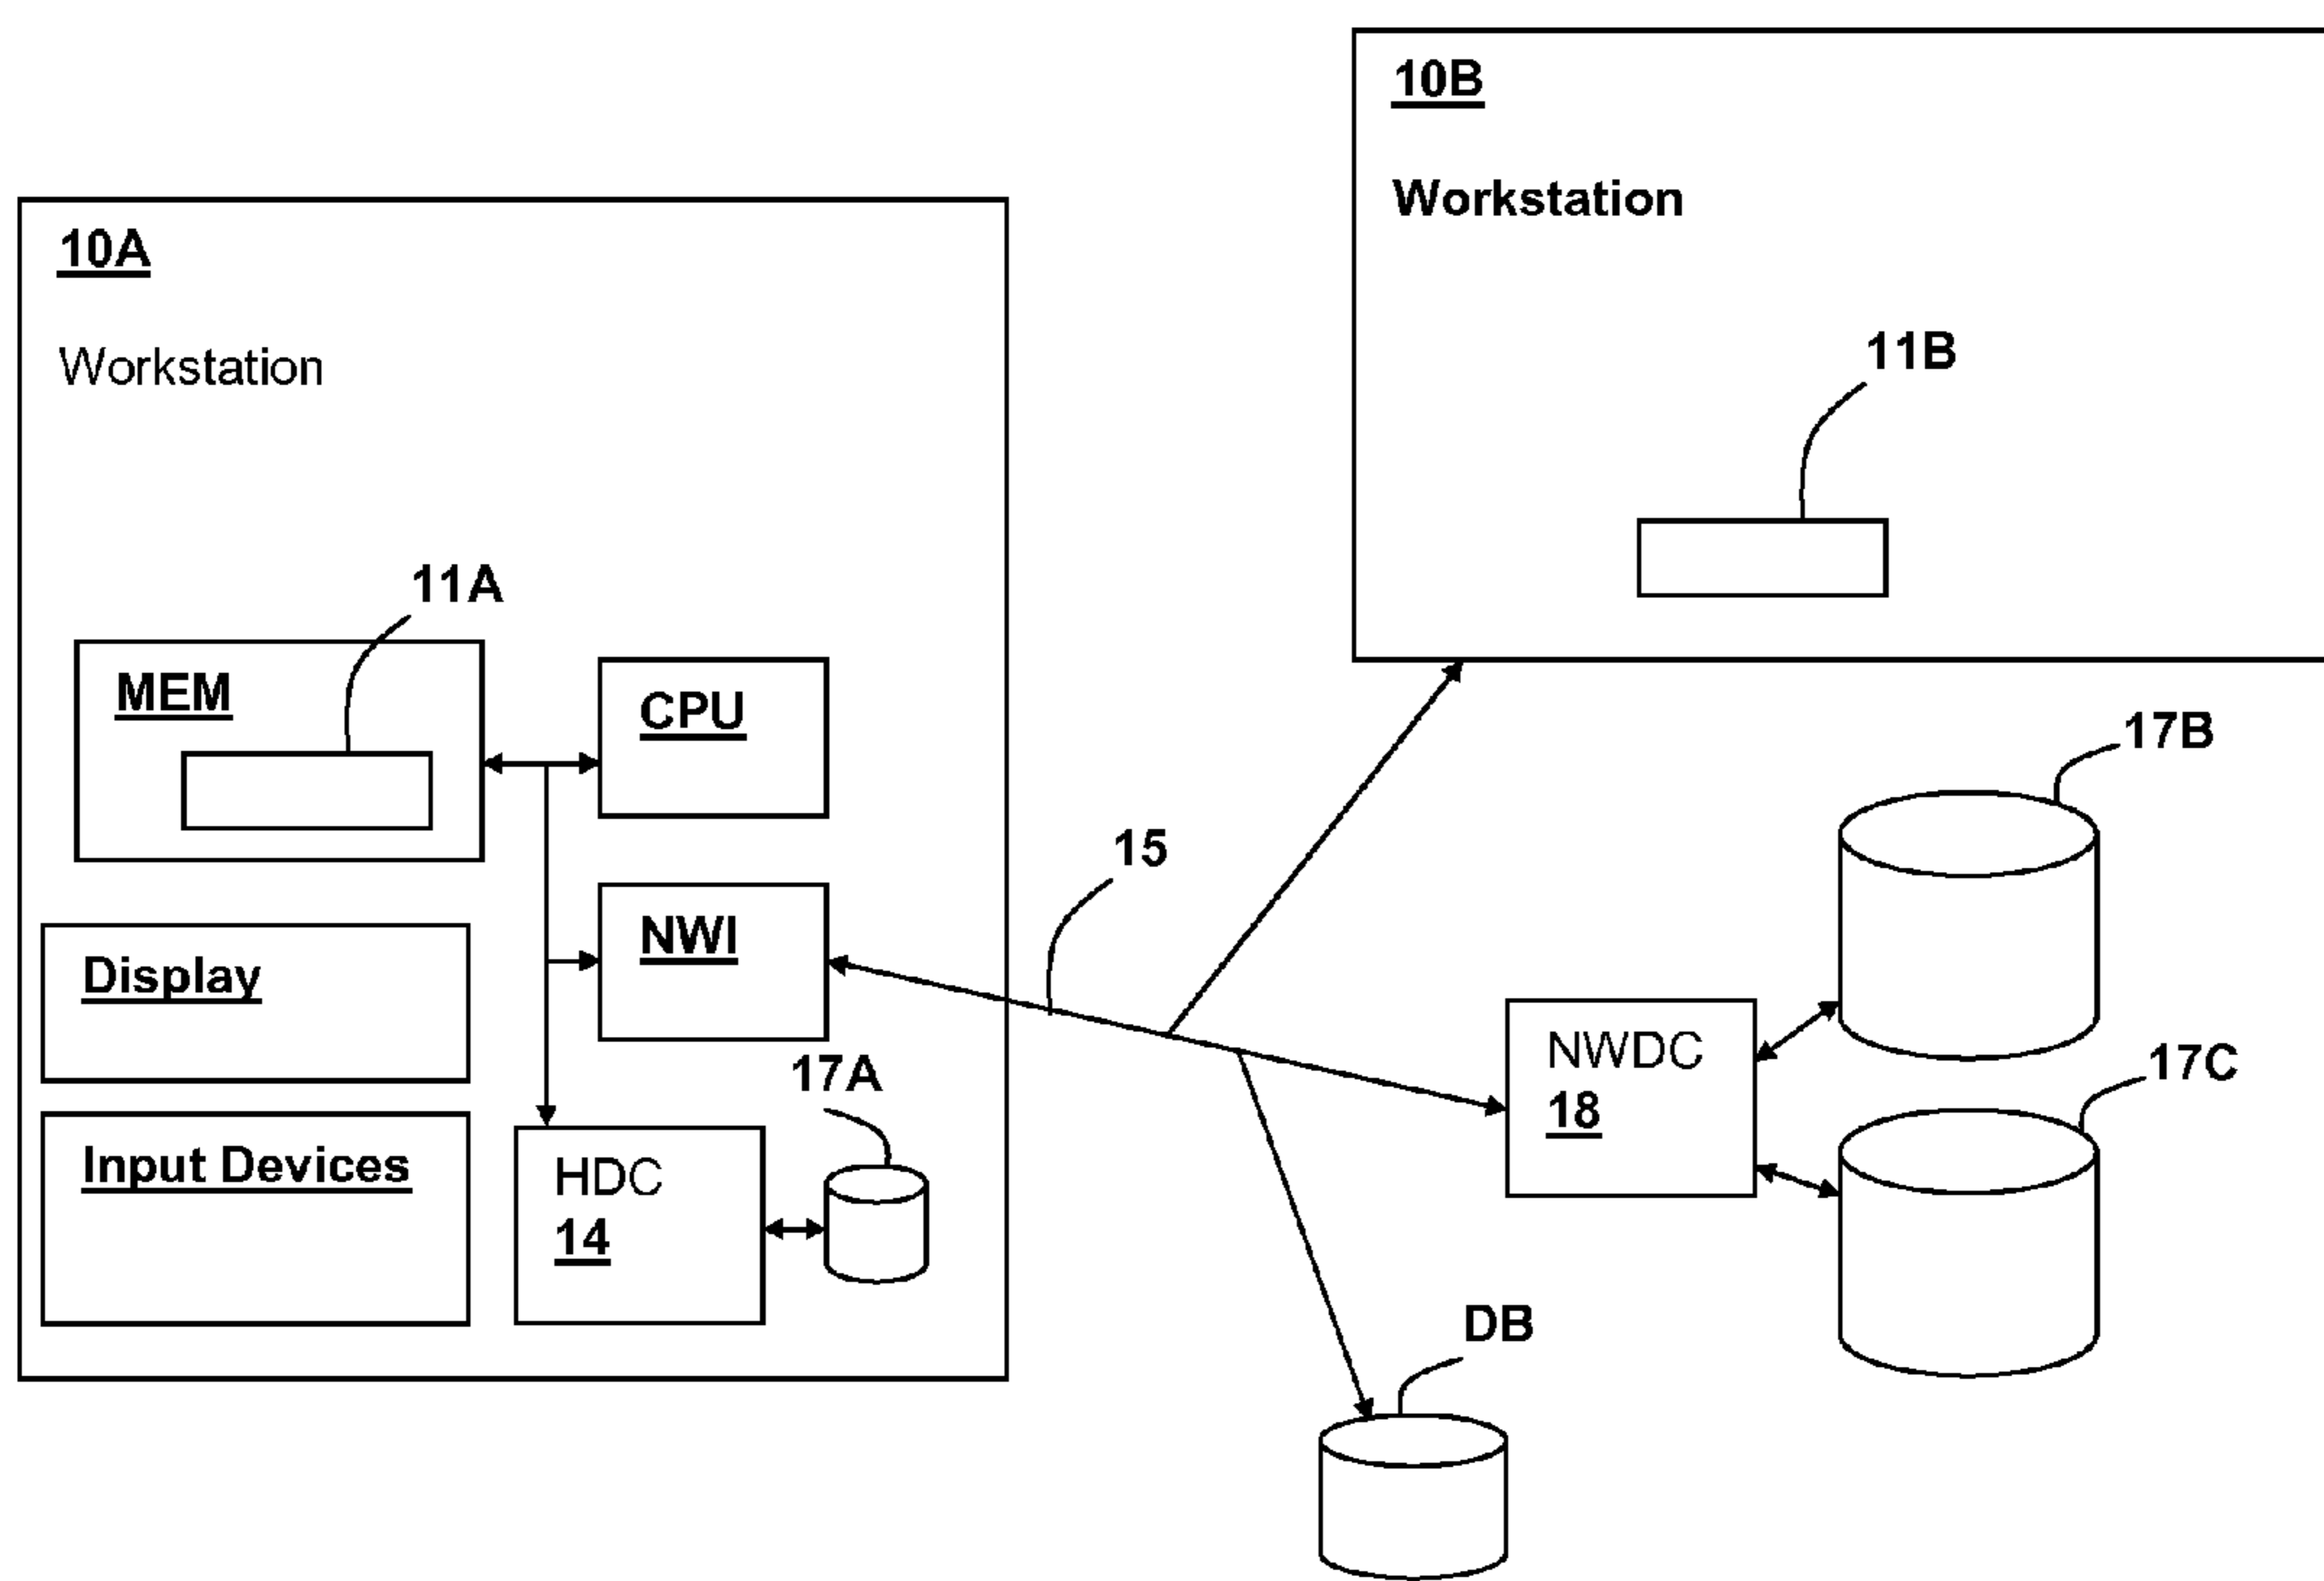 10B
Workstation
10A
Workstation
11B
11A
MEM
CPU
17B
15
NWI
Display
NWDC
18
17C
17A
Input Devices
HDC
14
DB